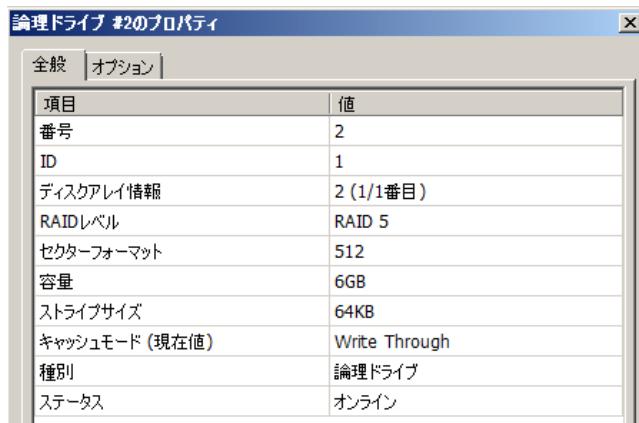 論理ドライブ #2のプロパティ
全般 オプション
項目 値
番号 2
ID 1
ディスクアレイ情報 2 (1/1番目)
RAIDレベル RAID 5
セクターフォーマット 512
容量 6GB
ストライプサイズ 64KB
キャッシュモード (現在値) Write Through
種別 論理ドライブ
ステータス オンライン